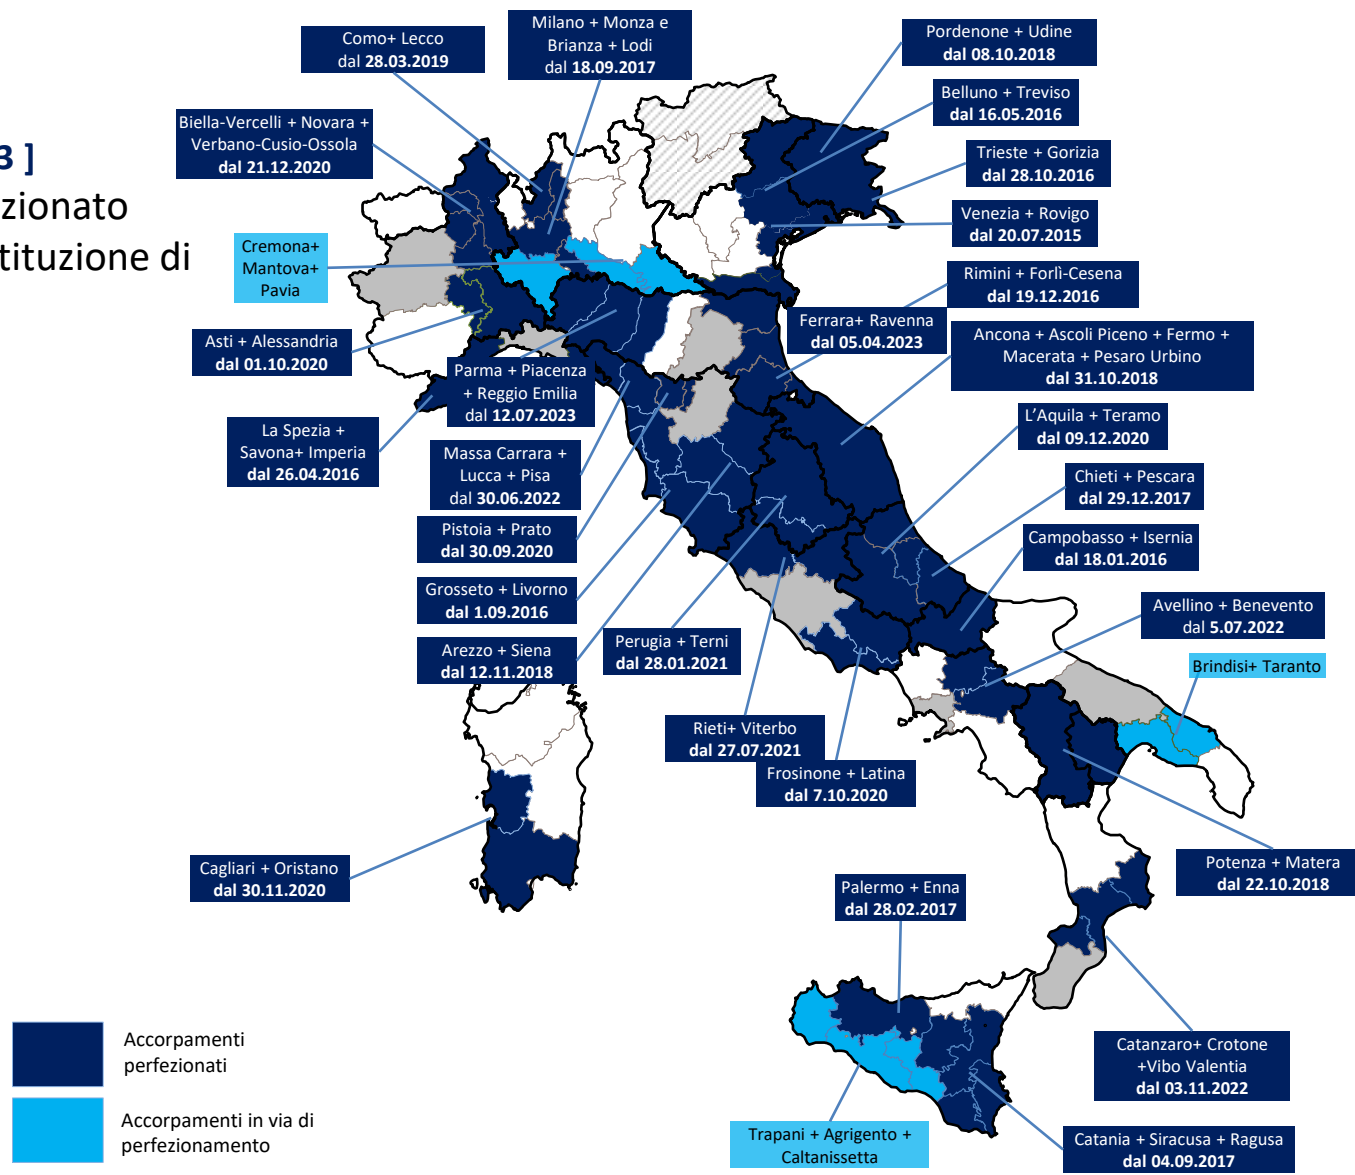 3 ]
zionato
stituzione di
Como+ Lecco
dal 28.03.2019
Milano + Monza e
Brianza + Lodi
dal 18.09.2017
Pordenone + Udine
dal 08.10.2018
Belluno + Treviso
dal 16.05.2016
Biella-Vercelli + Novara +
Verbano-Cusio-Ossola
dal 21.12.2020
Trieste + Gorizia
dal 28.10.2016
Venezia + Rovigo
dal 20.07.2015
Cremona+
Mantova+
Pavia
Rimini + Forlì-Cesena
dal 19.12.2016
Ferrara+ Ravenna
dal 05.04.2023
Ancona + Ascoli Piceno + Fermo +
Macerata + Pesaro Urbino
dal 31.10.2018
Asti + Alessandria
dal 01.10.2020
Parma + Piacenza
+ Reggio Emilia
dal 12.07.2023
L’Aquila + Teramo
dal 09.12.2020
La Spezia +
Savona+ Imperia
dal 26.04.2016
Massa Carrara +
Lucca + Pisa
dal 30.06.2022
Chieti + Pescara
dal 29.12.2017
Pistoia + Prato
dal 30.09.2020
Campobasso + Isernia
dal 18.01.2016
Grosseto + Livorno
dal 1.09.2016
Avellino + Benevento
dal 5.07.2022
Arezzo + Siena
dal 12.11.2018
Perugia + Terni
dal 28.01.2021
Brindisi+ Taranto
Rieti+ Viterbo
dal 27.07.2021
Frosinone + Latina
dal 7.10.2020
Cagliari + Oristano
dal 30.11.2020
Potenza + Matera
dal 22.10.2018
Palermo + Enna
dal 28.02.2017
Catanzaro+ Crotone
+Vibo Valentia
dal 03.11.2022
Trapani + Agrigento +
Caltanissetta
Catania + Siracusa + Ragusa
dal 04.09.2017
Accorpamenti
perfezionati
Accorpamenti in via di
perfezionamento